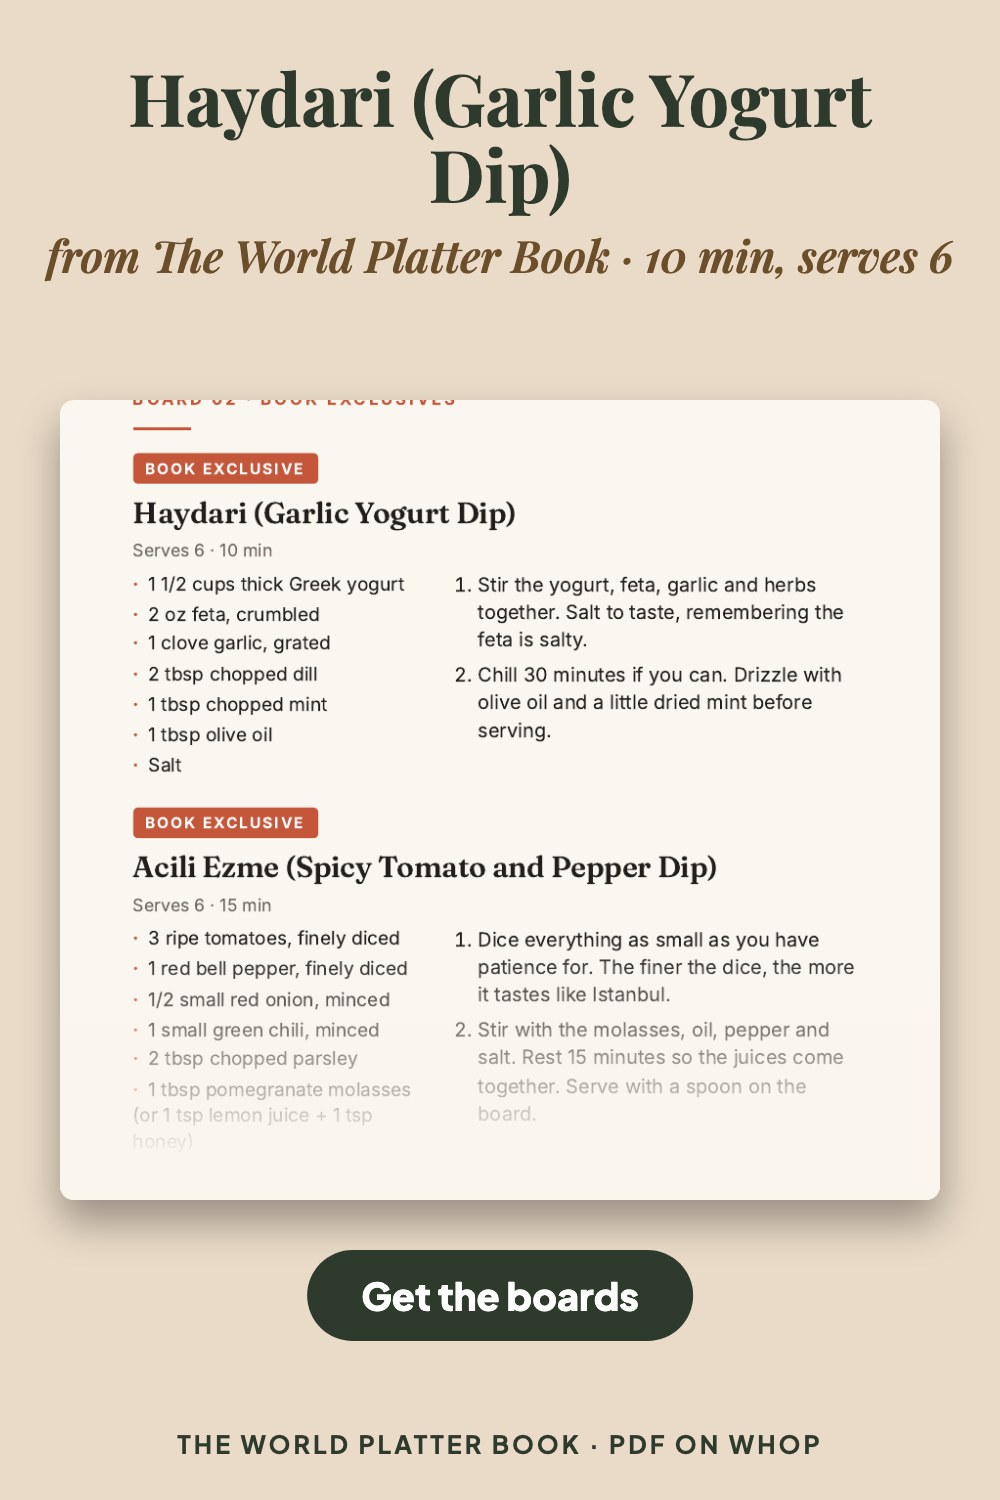 Haydari (Garlic Yogurt
Dip)
from The World Platter Book · 10 min, serves 6
BOARD 02 · BOOK EXCLUSIVES
BOOK EXCLUSIVE
Haydari (Garlic Yogurt Dip)
Serves 6 · 10 min
· 1 1/2 cups thick Greek yogurt
· 2 oz feta, crumbled
· 1 clove garlic, grated
· 2 tbsp chopped dill
· 1 tbsp chopped mint
· 1 tbsp olive oil
· Salt
1. Stir the yogurt, feta, garlic and herbs
together. Salt to taste, remembering the
feta is salty.
2. Chill 30 minutes if you can. Drizzle with
olive oil and a little dried mint before
serving.
BOOK EXCLUSIVE
Acili Ezme (Spicy Tomato and Pepper Dip)
Serves 6 · 15 min
· 3 ripe tomatoes, finely diced
· 1 red bell pepper, finely diced
· 1/2 small red onion, minced
· 1 small green chili, minced
· 2 tbsp chopped parsley
· 1 tbsp pomegranate molasses
(or 1 tsp lemon juice + 1 tsp
honey)
1. Dice everything as small as you have
patience for. The finer the dice, the more
it tastes like Istanbul.
2. Stir with the molasses, oil, pepper and
salt. Rest 15 minutes so the juices come
together. Serve with a spoon on the
board.
Get the boards
THE WORLD PLATTER BOOK · PDF ON WHOP